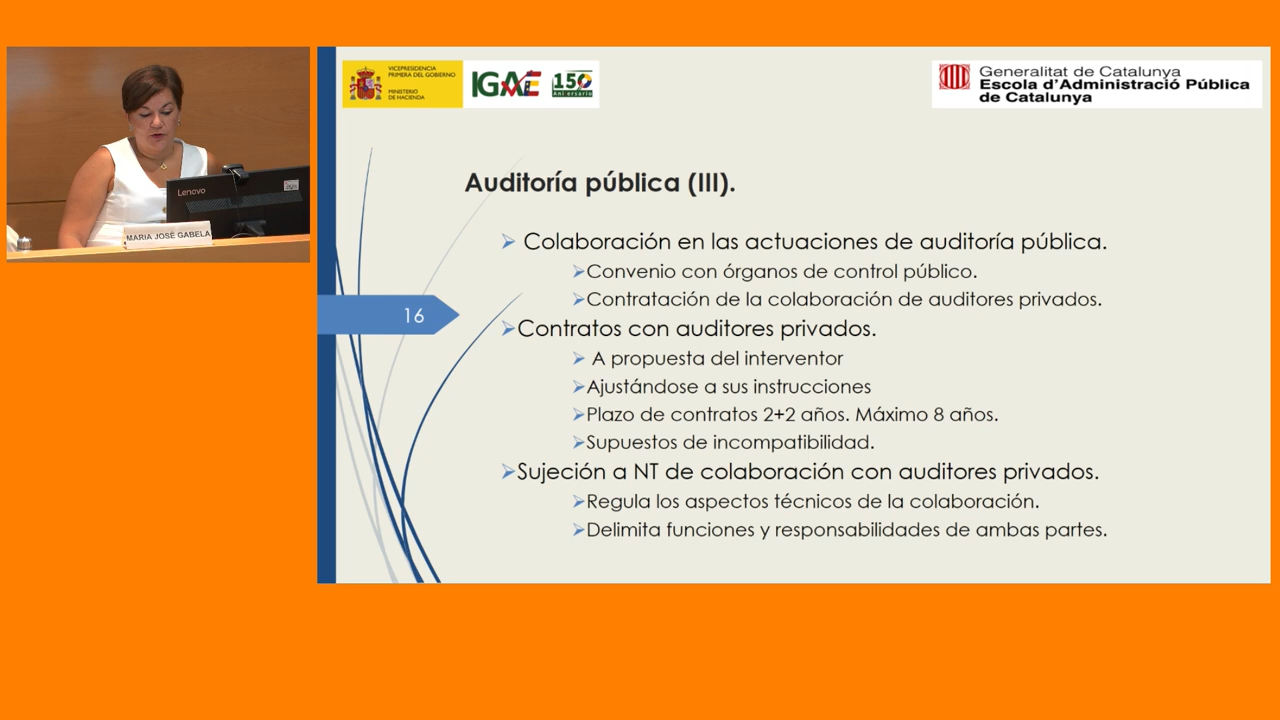 Lenovo
MARIA JOSÉ GABELA
VICEPRESIDENCIA
PRIMERA DEL GOBIERNO
MINISTERIO
DE HACIENDA
IGAE
150
Aniversario
Generalitat de Catalunya
Escola d'Administració Pública
de Catalunya
Auditoría pública (III).
Colaboración en las actuaciones de auditoría pública.
Convenio con órganos de control público.
Contratación de la colaboración de auditores privados.
16
Contratos con auditores privados.
A propuesta del interventor
Ajustándose a sus instrucciones
Plazo de contratos 2+2 años. Máximo 8 años.
Supuestos de incompatibilidad.
Sujeción a NT de colaboración con auditores privados.
Regula los aspectos técnicos de la colaboración.
Delimita funciones y responsabilidades de ambas partes.